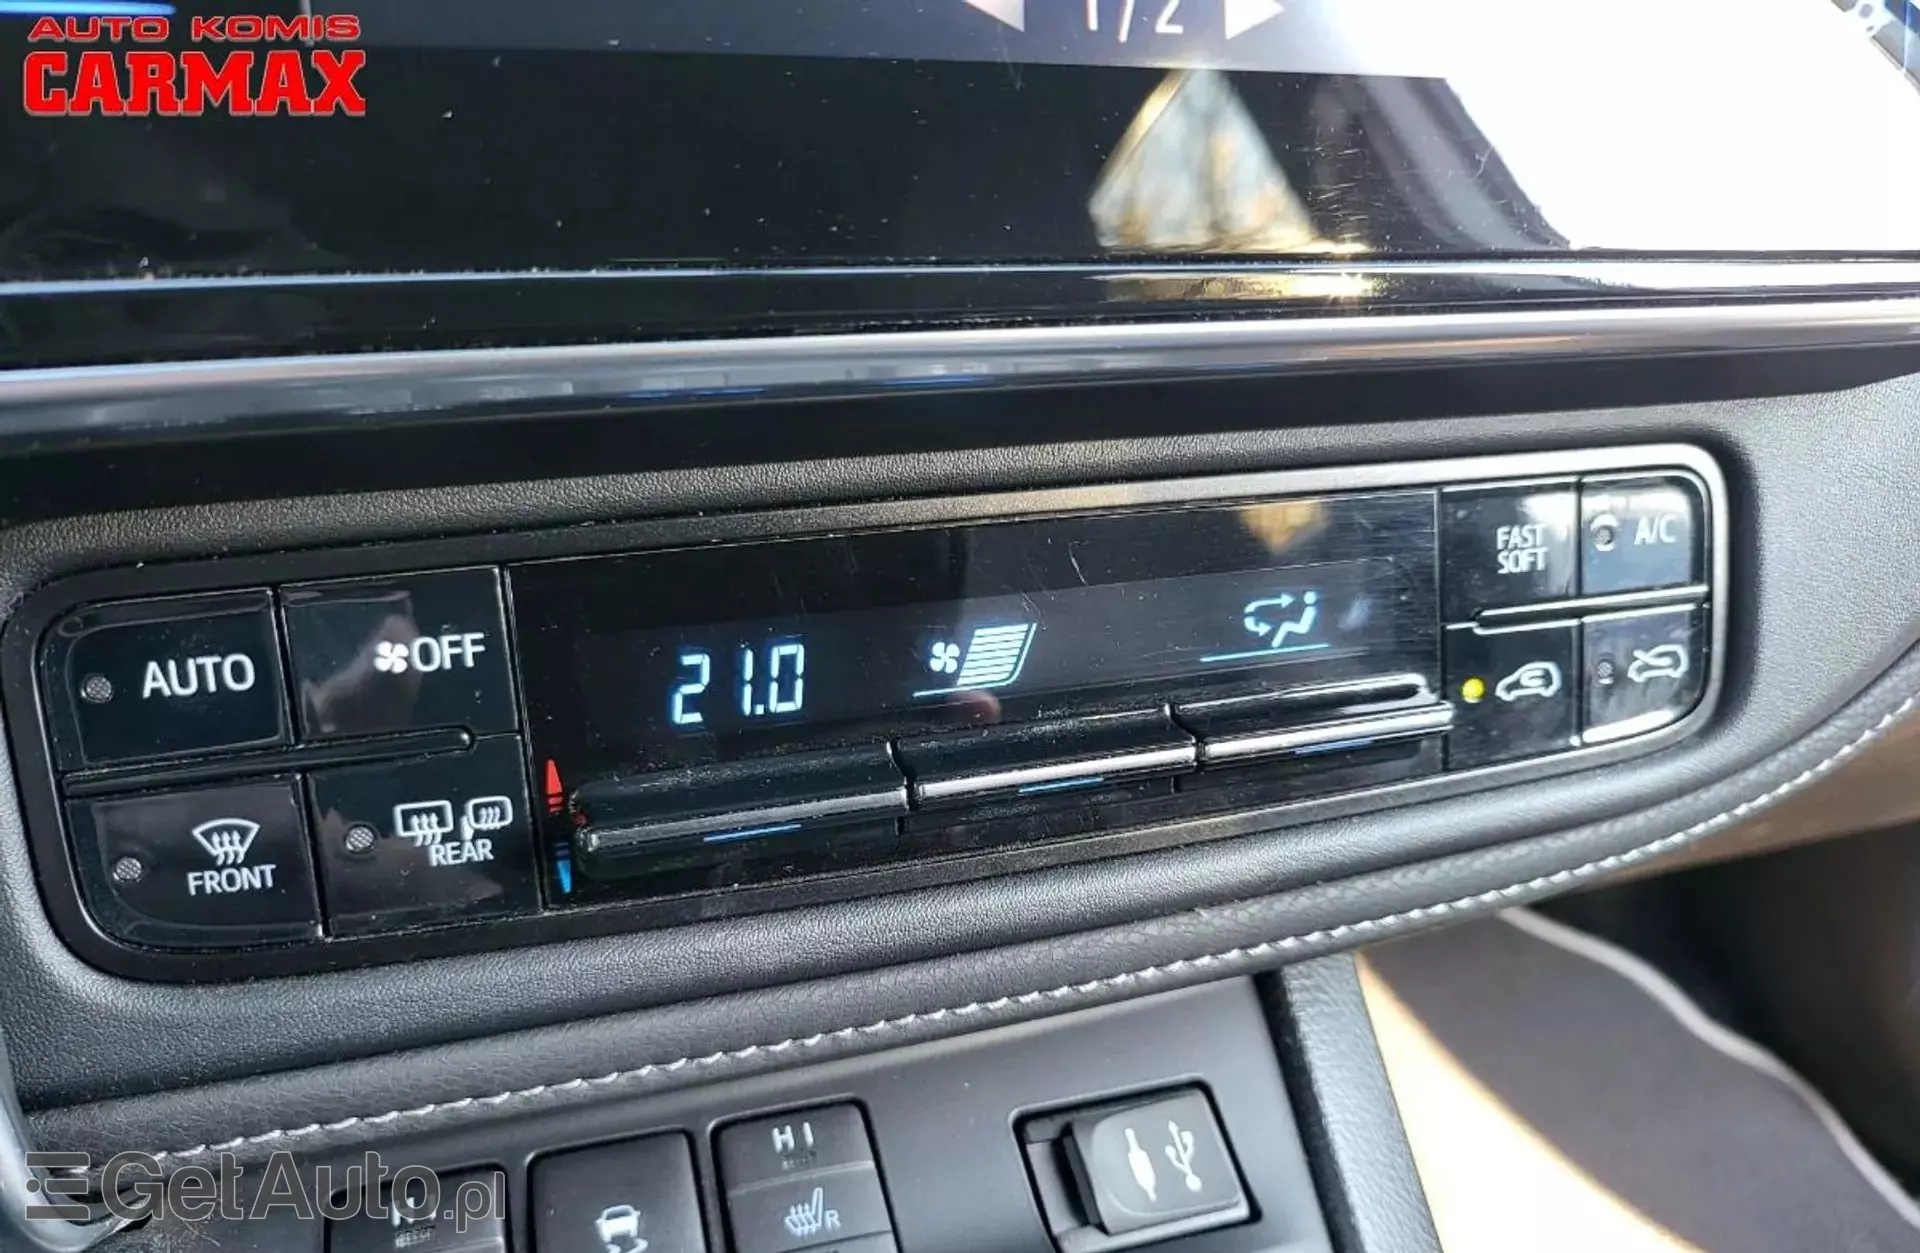 AUTO KOMIS
CARMAX
1/2
FAST
SOFT
A/C
AUTO
OFF
21.0
FRONT
REAR
HI
R
GetAuto.pl